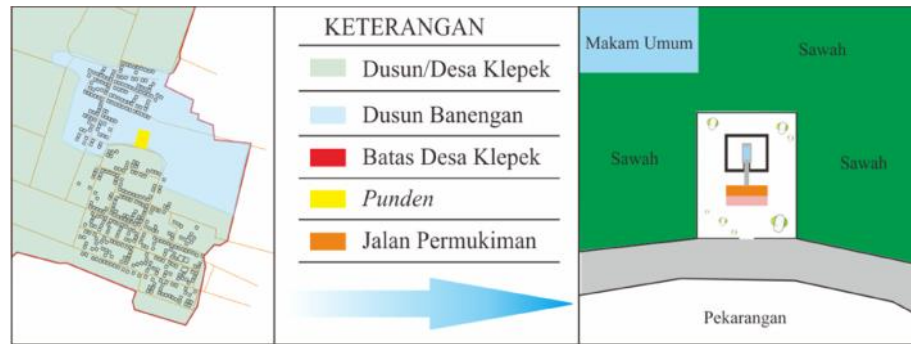 KETERANGAN
Dusun/Desa Klepek
Dusun Banengan
Batas Desa Klepek
Punden
Jalan Permukiman
Makam Umum
Sawah
Sawah
Sawah
Pekarangan